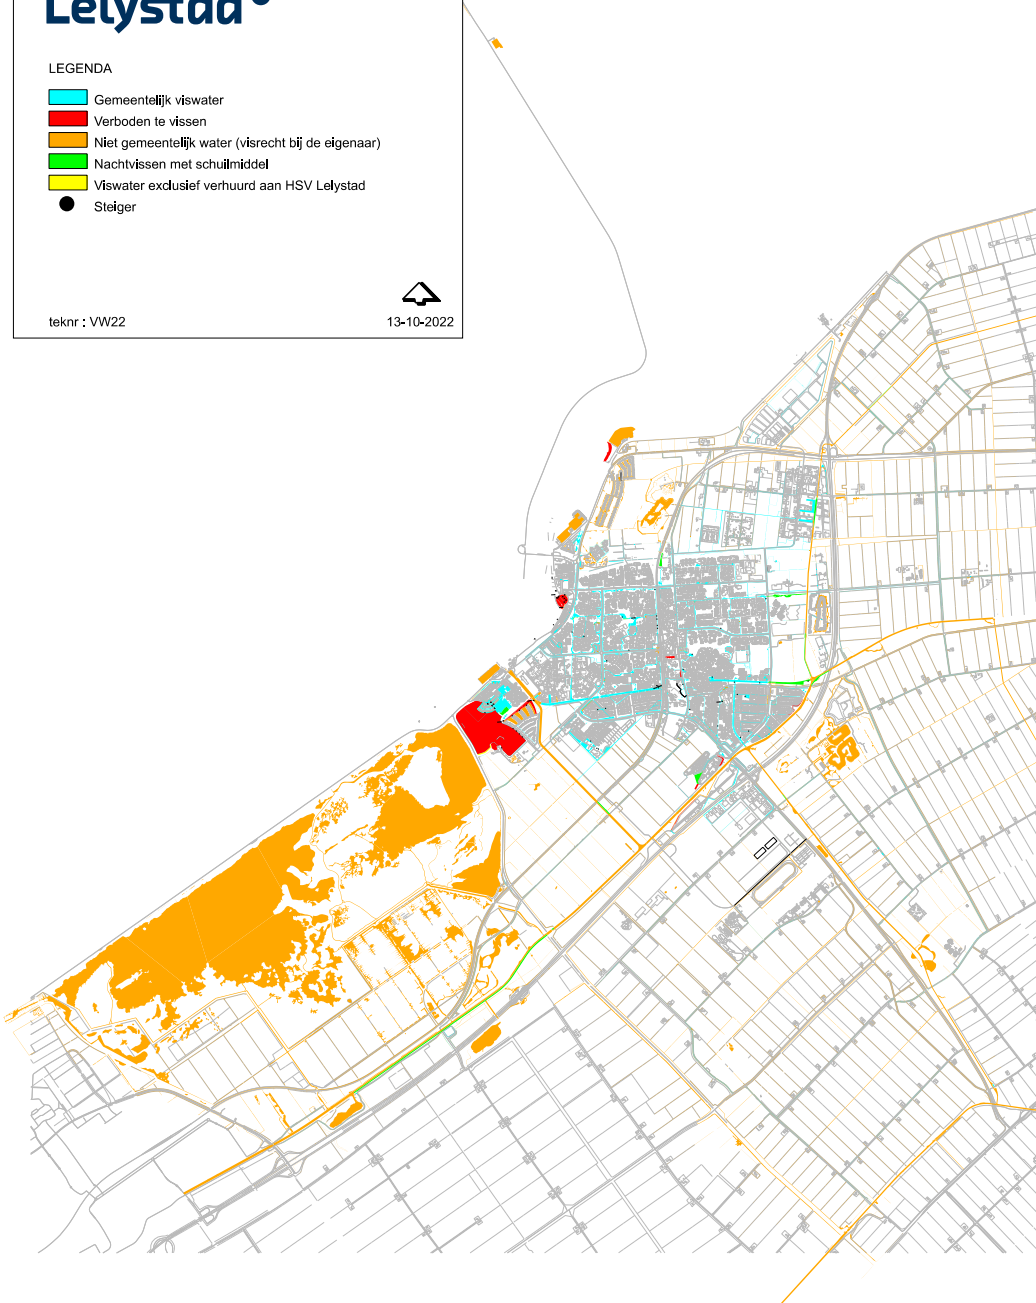 Lelystad
LEGENDA
Gemeentelijk viswater
Verboden te vissen
Niet gemeentelijk water (visrecht bij de eigenaar)
Nachtvissen met schuilmiddel
Viswater exclusief verhuurd aan HSV Lelystad
Steiger
teknr : VW22
13-10-2022